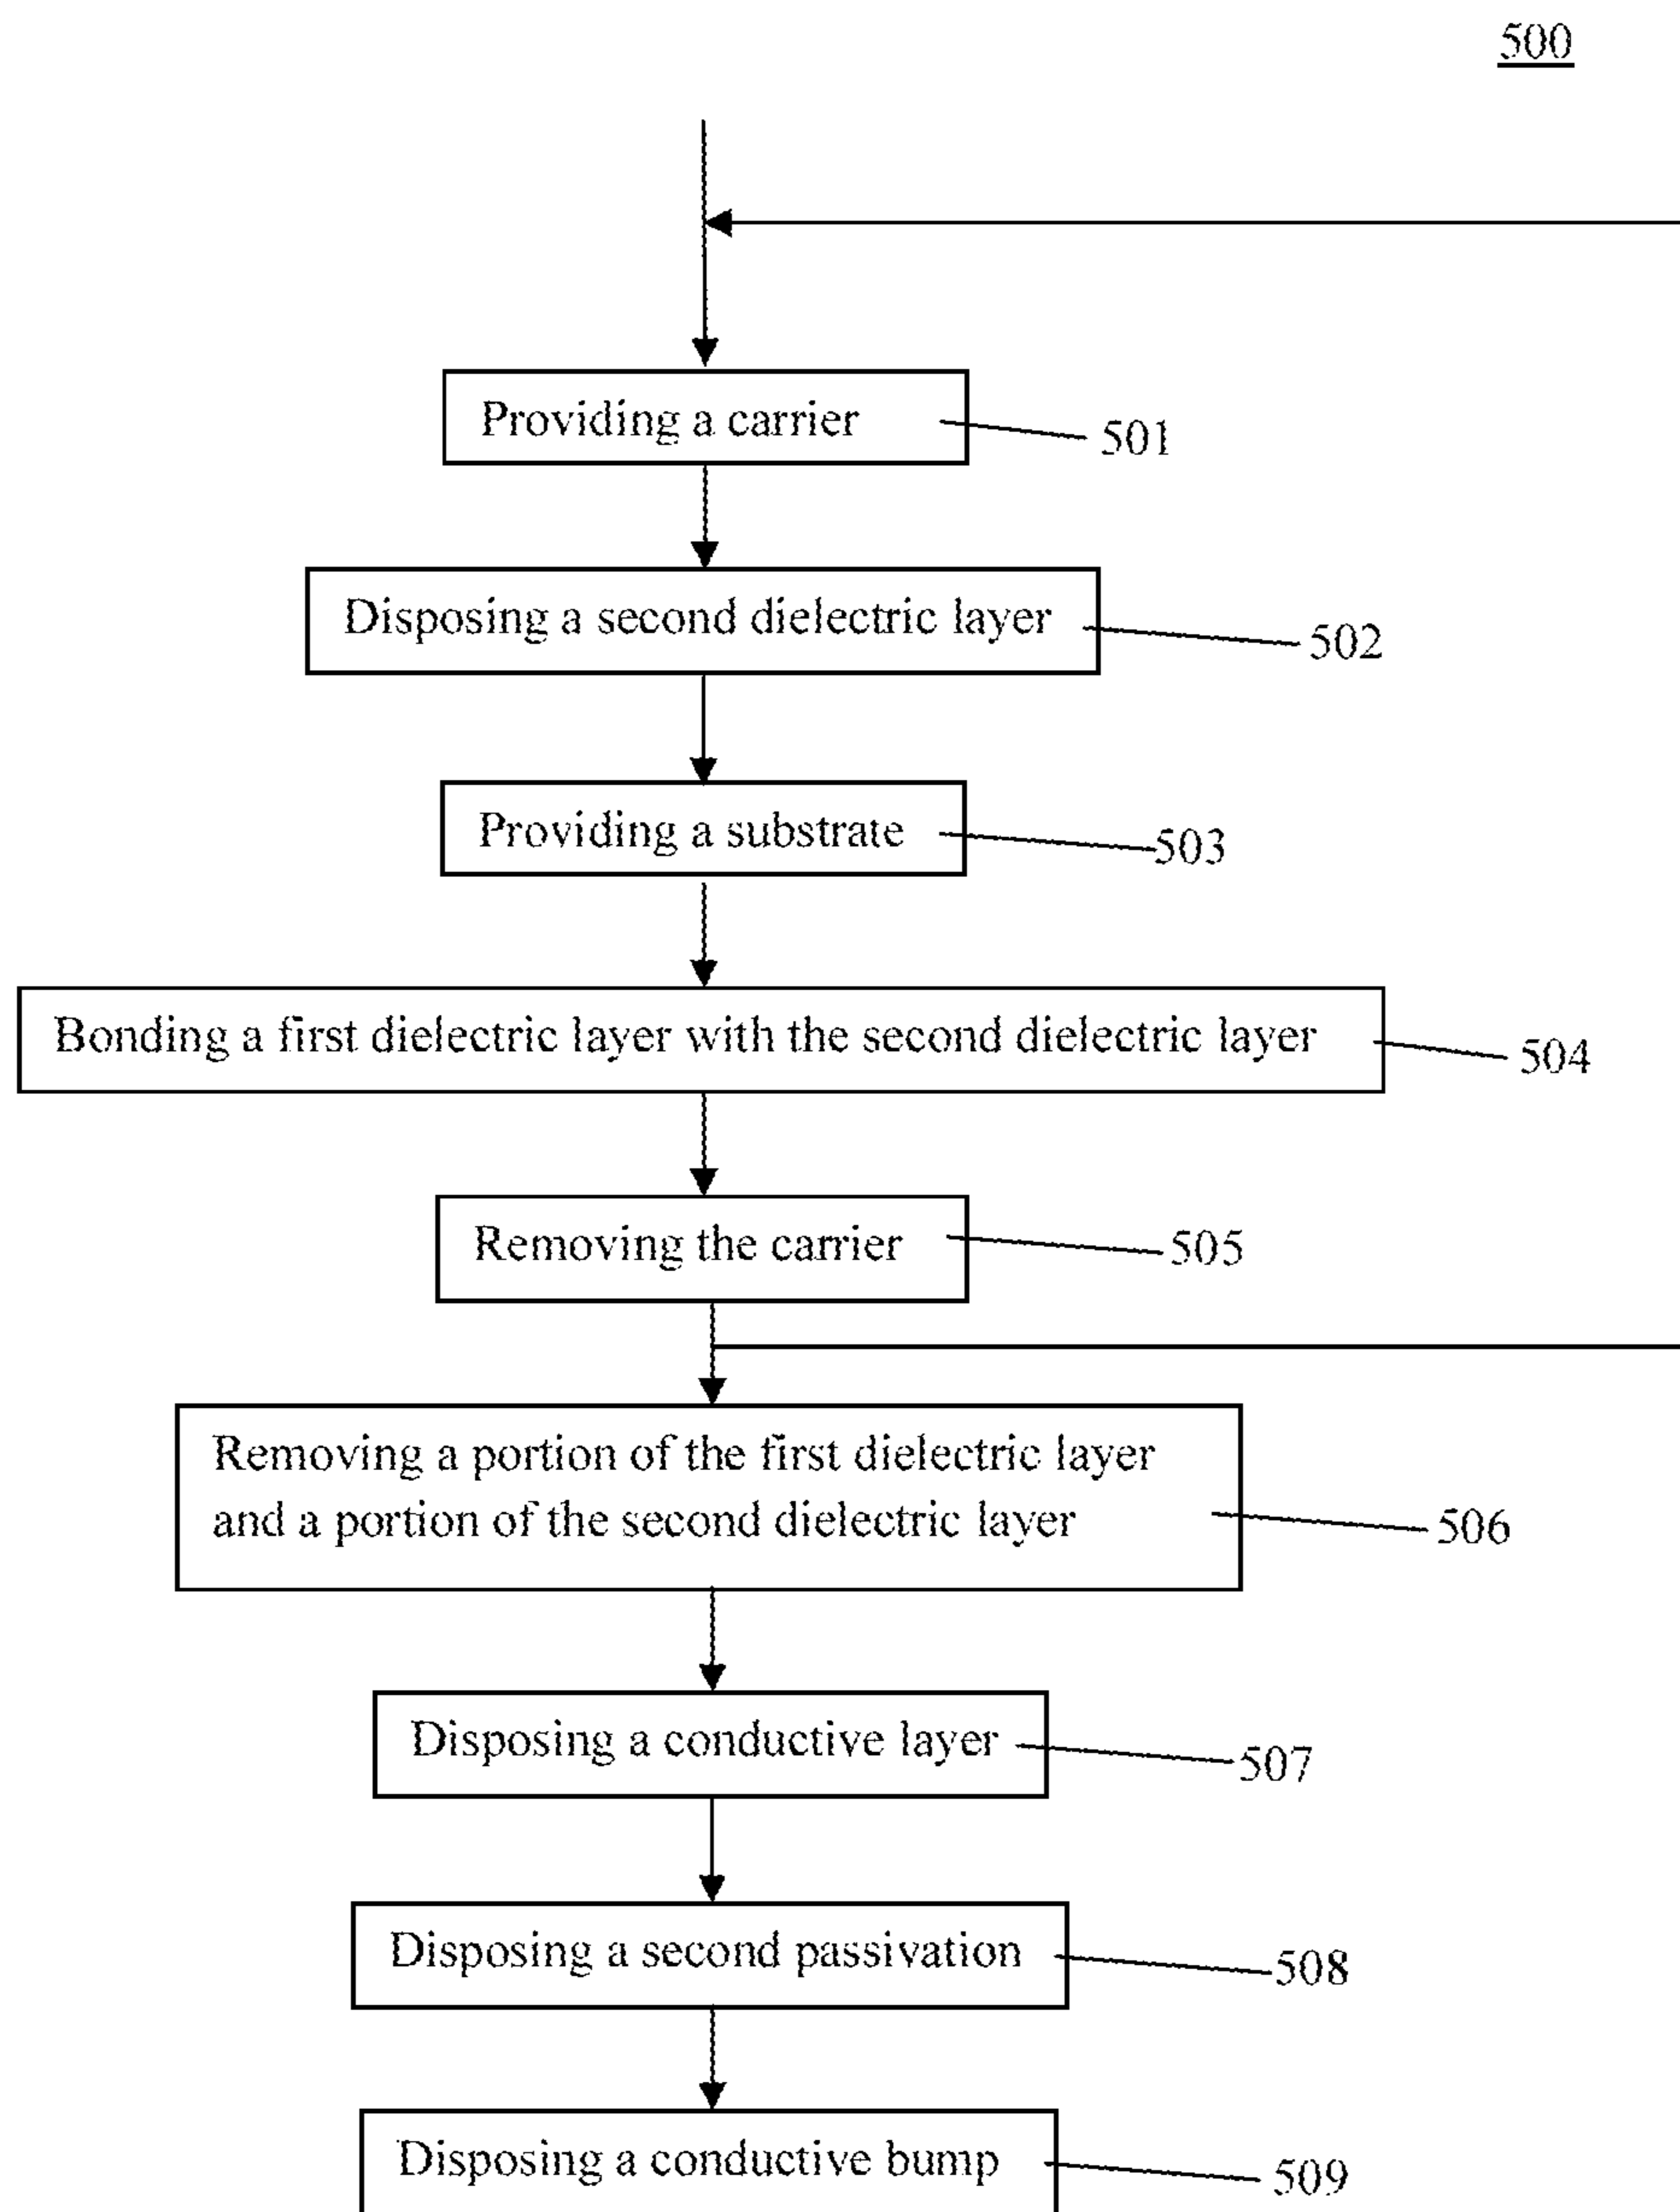 500
Providing a carrier
501
Disposing a second dielectric layer
502
Providing a substrate
503
Bonding a first dielectric layer with the second dielectric layer
504
Removing the carrier
505
Removing a portion of the first dielectric layer
and a portion of the second dielectric layer
506
Disposing a conductive layer
507
Disposing a second passivation
508
Disposing a conductive bump
509